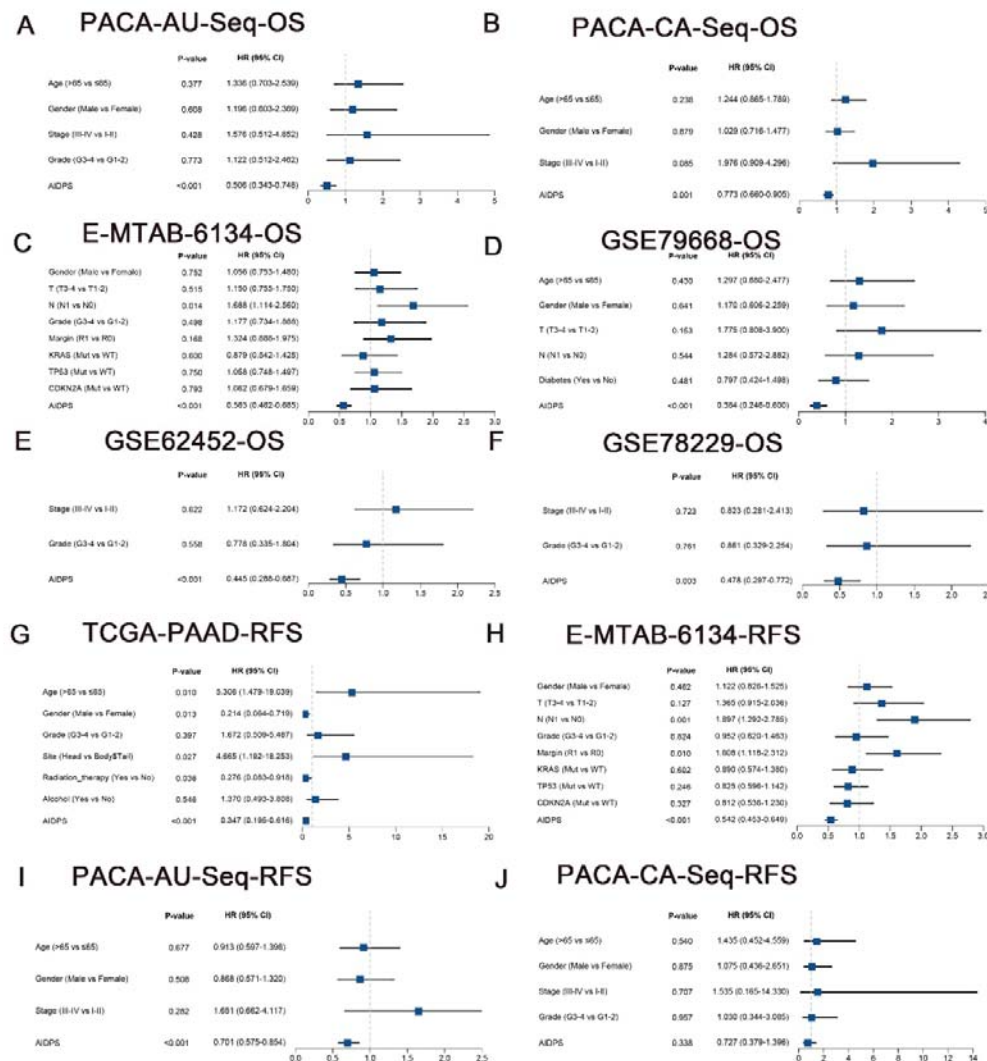 A PACA-AU-Seq-OS
P-value HR (95% CI)
Age (>65 vs ≤65) 0.377 1.336 (0.703-2.539)
Gender (Male vs Female) 0.608 1.196 (0.603-2.369)
Stage (III-IV vs I-II) 0.428 1.576 (0.512-4.852)
Grade (G3-4 vs G1-2) 0.773 1.122 (0.512-2.462)
AIDPS <0.001 0.506 (0.343-0.748)
0 1 2 3 4 5
B PACA-CA-Seq-OS
P-value HR (95% CI)
Age (>65 vs ≤65) 0.238 1.244 (0.865-1.789)
Gender (Male vs Female) 0.879 1.029 (0.716-1.477)
Stage (III-IV vs I-II) 0.085 1.976 (0.909-4.296)
AIDPS 0.001 0.773 (0.660-0.905)
0 1 2 3 4 5
C E-MTAB-6134-OS
P-value HR (95% CI)
Gender (Male vs Female) 0.752 1.056 (0.753-1.480)
T (T3-4 vs T1-2) 0.515 1.150 (0.755-1.750)
N (N1 vs N0) 0.014 1.688 (1.114-2.560)
Grade (G3-4 vs G1-2) 0.498 1.177 (0.734-1.888)
Margin (R1 vs R0) 0.168 1.324 (0.888-1.975)
KRAS (Mut vs WT) 0.600 0.879 (0.542-1.425)
TP53 (Mut vs WT) 0.750 1.058 (0.748-1.497)
CDKN2A (Mut vs WT) 0.793 1.062 (0.679-1.659)
AIDPS <0.001 (0.462-0.685)
0.0 0.5 1.0 1.5 2.0 2.5 3.0
D GSE79668-OS
P-value HR (95% CI)
Age (>65 vs ≤65) 1.297 (0.680-2.477)
Gender (Male vs Female) 0.641 1.170 (0.606-2.259)
T (T3-4 vs T1-2) 0.153 1.775 (0.808-3.900)
N (N1 vs N0) 0.544 1.284 (0.572-2.882)
Diabetes (Yes vs No) 0.481 0.797 (0.424-1.498)
AIDPS <0.001 (0.246-0.600)
0 1 2 3 4
E GSE62452-OS
P-value HR (95% CI)
Stage (III-IV vs I-II) 0.622 1.172 (0.624-2.204)
Grade (G3-4 vs G1-2) 0.558 0.778 (0.335-1.804)
AIDPS <0.001 0.445 (0.288-0.687)
0.0 0.5 1.0 1.5 2.0 2.5
F GSE78229-OS
P-value HR (95% CI)
Stage (III-IV vs I-II) 0.723 0.823 (0.281-2.413)
Grade (G3-4 vs G1-2) 0.761
AIDPS 0.003 0.478 (0.297-0.772)
0.0 0.5 1.0 1.5 2.0 2.5
G TCGA-PAAD-RFS
P-value HR (95% CI)
Age (>65 vs ≤65) 0.010
Gender (Male vs Female) 0.013 0.214 (0.064-0.719)
Grade (G3-4 vs G1-2) 0.397 1.672 (0.509-5.487)
Site (Head vs Body$Tail) 0.027 4.665 (1.192-18.253)
Radiation_therapy (Yes vs No) 0.036 0.276 (0.083-0.918)
Alcohol (Yes vs No) 0.546 1.370 (0.493-3.808)
AIDPS <0.001 0.347 (0.195-0.616)
0 5 10 15 20
H E-MTAB-6134-RFS
P-value HR (95% CI)
Gender (Male vs Female) 0.462 1.122 (0.826-1.525)
T (T3-4 vs T1-2) 0.127 1.365 (0.915-2.036)
N (N1 vs N0) 0.001 1.897 (1.292-2.785)
Grade (G3-4 vs G1-2) 0.824 0.952 (0.620-1.463)
Margin (R1 vs R0) 0.010 1.608 (1.118-2.312)
KRAS (Mut vs WT) 0.602 0.890 (0.574-1.380)
TP53 (Mut vs WT) 0.246 0.825 (0.596-1.142)
CDKN2A (Mut vs WT) 0.327 0.812 (0.536-1.230)
AIDPS <0.001 0.542 (0.453-0.649)
0.0 0.5 1.0 1.5 2.0 2.5 3.0
I PACA-AU-Seq-RFS
P-value HR (95% CI)
Age (>65 vs ≤65) 0.677 0.913 (0.597-1.398)
Gender (Male vs Female) 0.508 0.868 (0.571-1.320)
Stage (III-IV vs I-II) 0.282 (0.662-4.117)
AIDPS <0.001 0.701 (0.575-0.854)
0.0 0.5 1.0 1.5 2.0 2.5
J PACA-CA-Seq-RFS
P-value HR (95% CI)
Age (>65 vs ≤65) 0.540 1.435 (0.452-4.559)
Gender (Male vs Female) 0.875 1.075 (0.436-2.651)
Stage (III-IV vs I-II) 0.707 1.535 (0.165-14.330)
Grade (G3-4 vs G1-2) 0.957 1.030 (0.344-3.085)
AIDPS 0.338 0.727 (0.379-1.396)
0 2 4 6 8 10 12 14